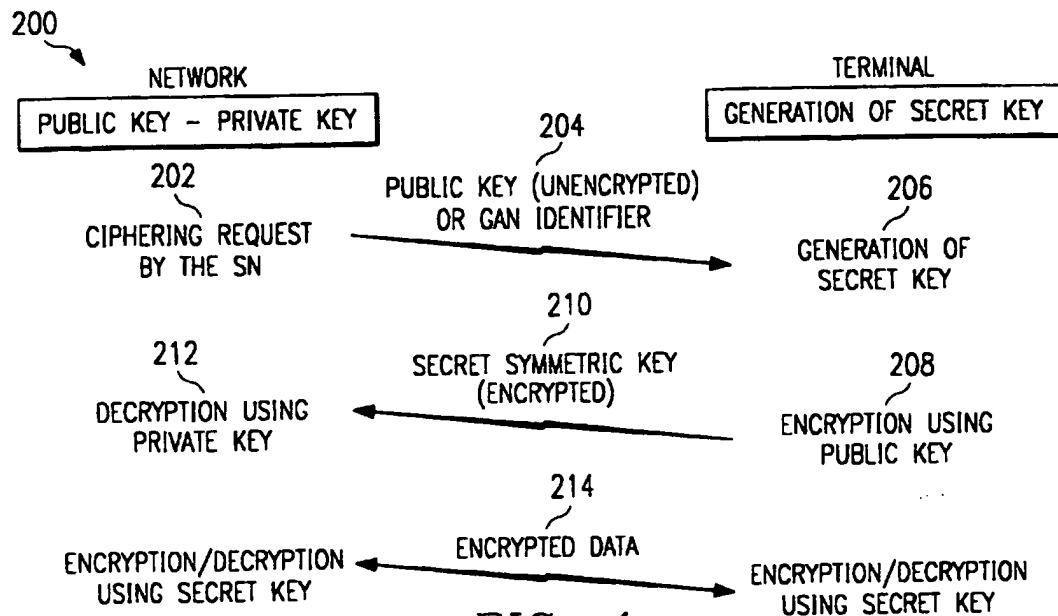 200
NETWORK
PUBLIC KEY – PRIVATE KEY
TERMINAL
GENERATION OF SECRET KEY
202
CIPHERING REQUEST
BY THE SN
204
PUBLIC KEY (UNENCRYPTED)
OR GAN IDENTIFIER
206
GENERATION OF
SECRET KEY
212
DECRYPTION USING
PRIVATE KEY
210
SECRET SYMMETRIC KEY
(ENCRYPTED)
208
ENCRYPTION USING
PUBLIC KEY
ENCRYPTION/DECRYPTION
USING SECRET KEY
214
ENCRYPTED DATA
ENCRYPTION/DECRYPTION
USING SECRET KEY